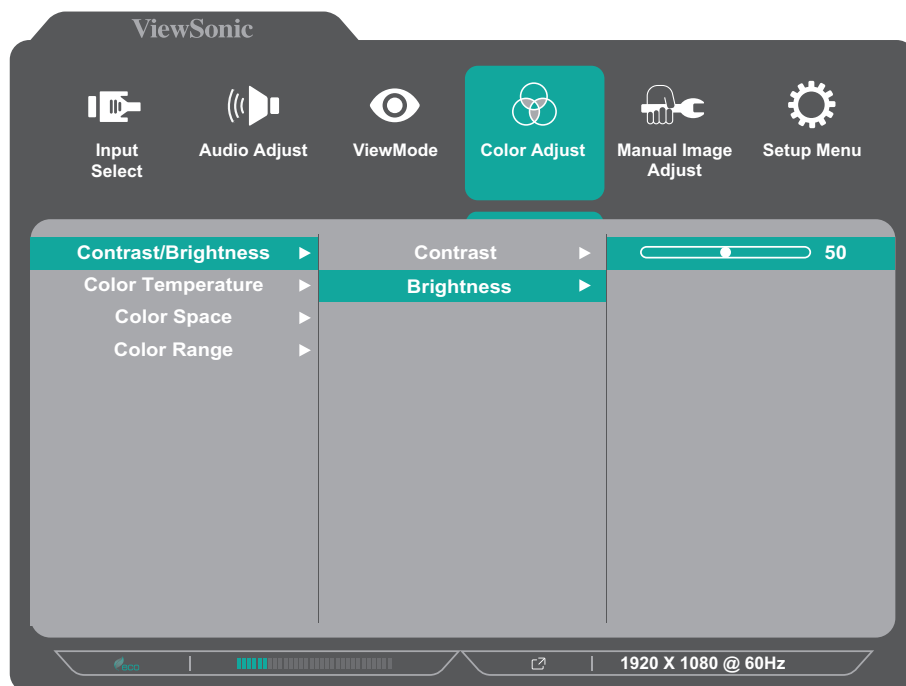 ViewSonic
Input
Select
Audio Adjust
ViewMode
Color Adjust
Manual Image
Adjust
Setup Menu
Contrast/Brightness
Color Temperature
Color Space
Color Range
Contrast
Brightness
50
eco
1920 X 1080 @ 60Hz